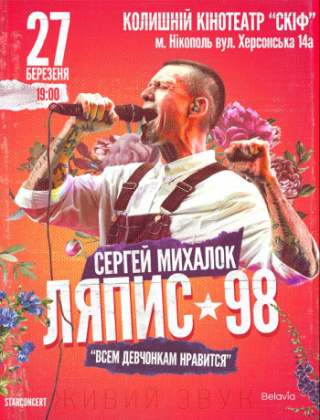 27
БЕРЕЗЕНЯ
19:00
КОЛИШНІЙ КІНОТЕАТР "СКІФ"
м. Нікополь вул. Херсонська 14а
СЕРГЕЙ МИХАЛОК
ЛЯПИС ★ 98
"ВСЕМ ДЕВЧОНКАМ НРАВИТСЯ"
ЖИВИЙ ЗВУК
STARCONCERT
Belavia